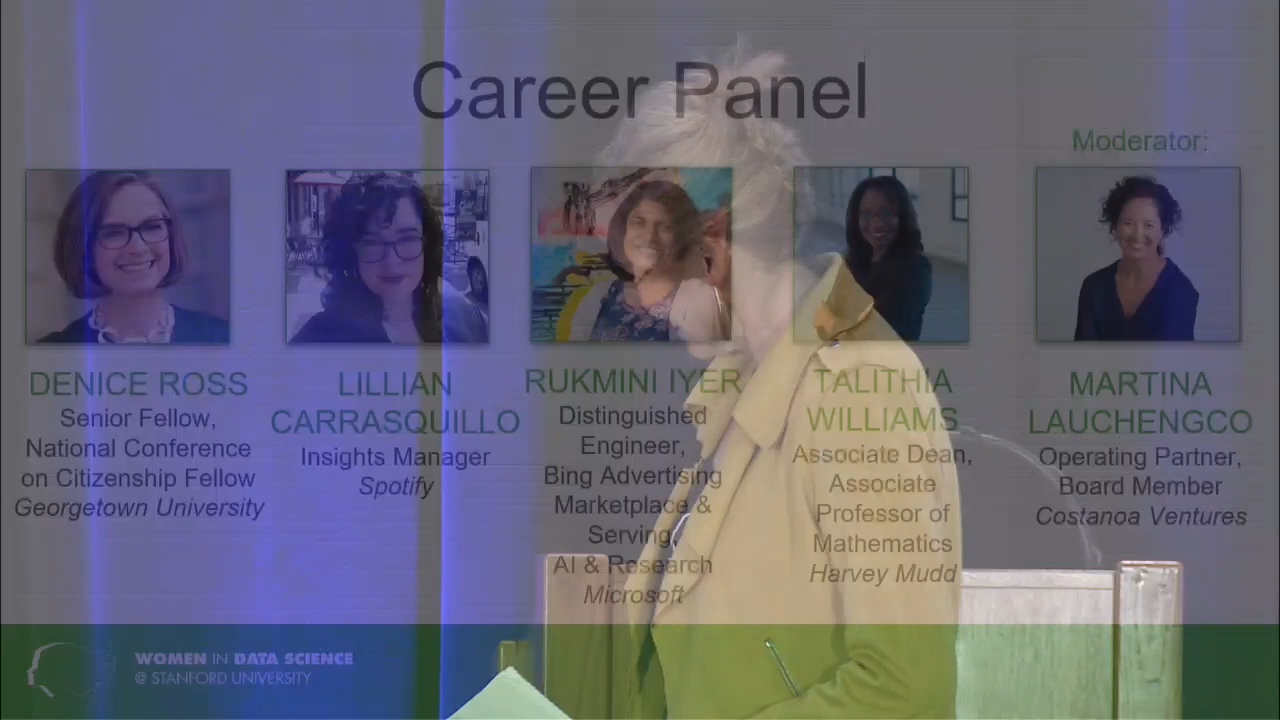 Career Panel
Moderator:
DENICE ROSS
Senior Fellow,
National Conference
on Citizenship Fellow
Georgetown University
LILLIAN
CARRASQUILLO
Insights Manager
Spotify
RUKMINI IYER
Distinguished
Engineer,
Bing Advertising
Marketplace &
Serving,
AI & Research
Microsoft
TALITHIA
WILLIAMS
Associate Dean,
Associate
Professor of
Mathematics
Harvey Mudd
MARTINA
LAUCHENGCO
Operating Partner,
Board Member
Costanoa Ventures
WOMEN IN DATA SCIENCE
@ STANFORD UNIVERSITY